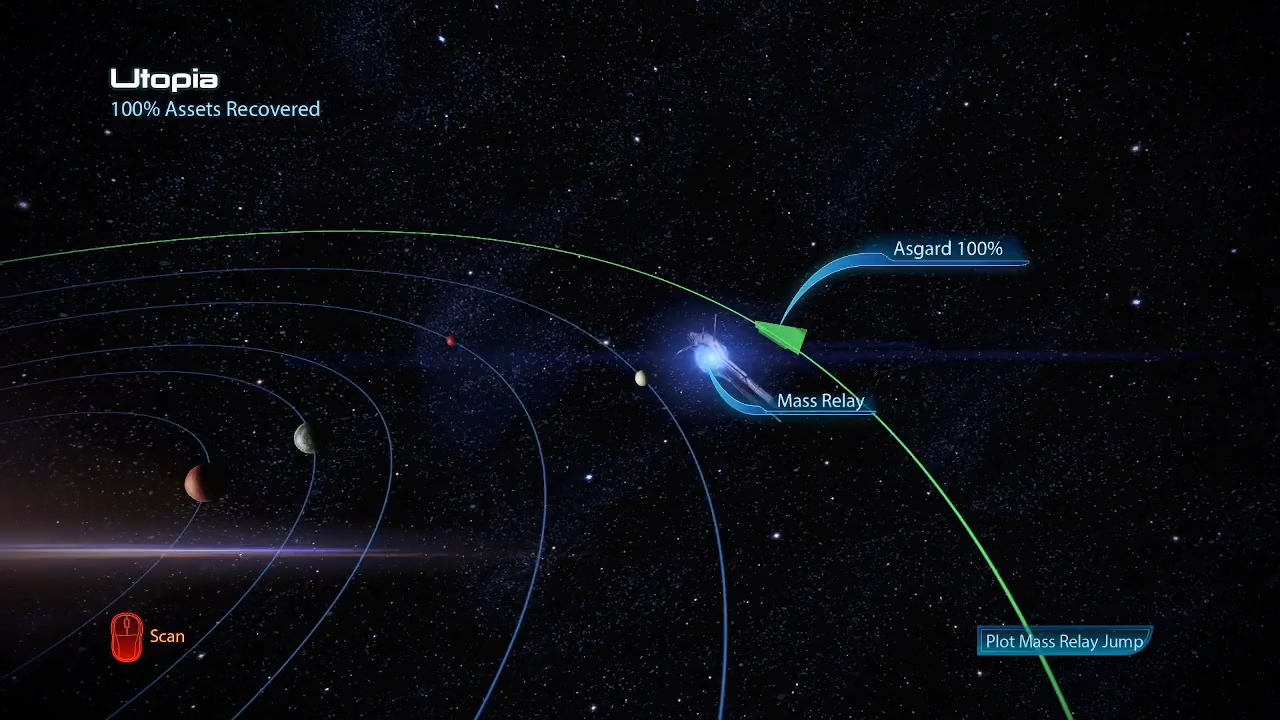 Utopia
100% Assets Recovered
Asgard 100%
Mass Relay
Scan
Plot Mass Relay Jump